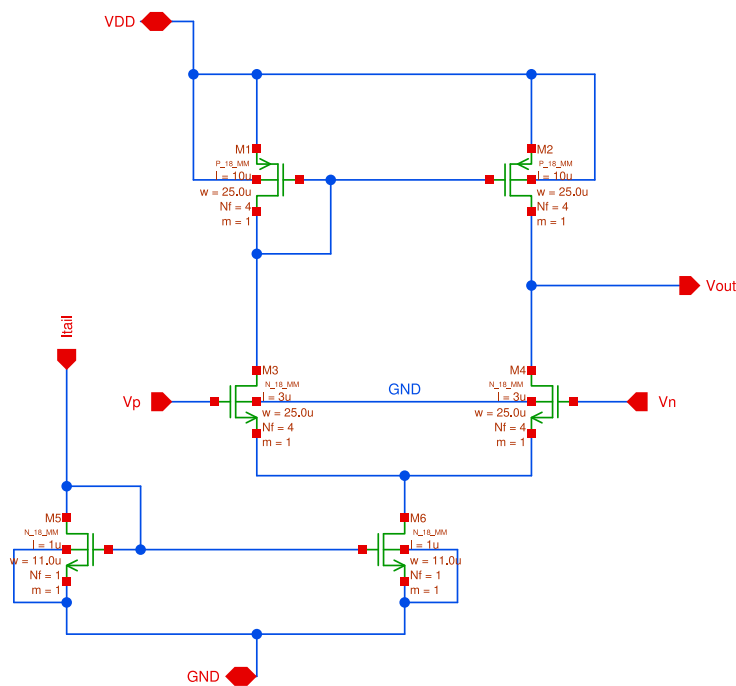 VDD
M1
P_18_MM
l = 10u
w = 25.0u
Nf = 4
m = 1
M2
P_18_MM
l = 10u
w = 25.0u
Nf = 4
m = 1
Vout
Itail
M3
N_18_MM
l = 3u
w = 25.0u
Nf = 4
m = 1
GND
M4
N_18_MM
l = 3u
w = 25.0u
Nf = 4
m = 1
Vp
Vn
M5
N_18_MM
l = 1u
w = 11.0u
Nf = 1
m = 1
M6
N_18_MM
l = 1u
w = 11.0u
Nf = 1
m = 1
GND